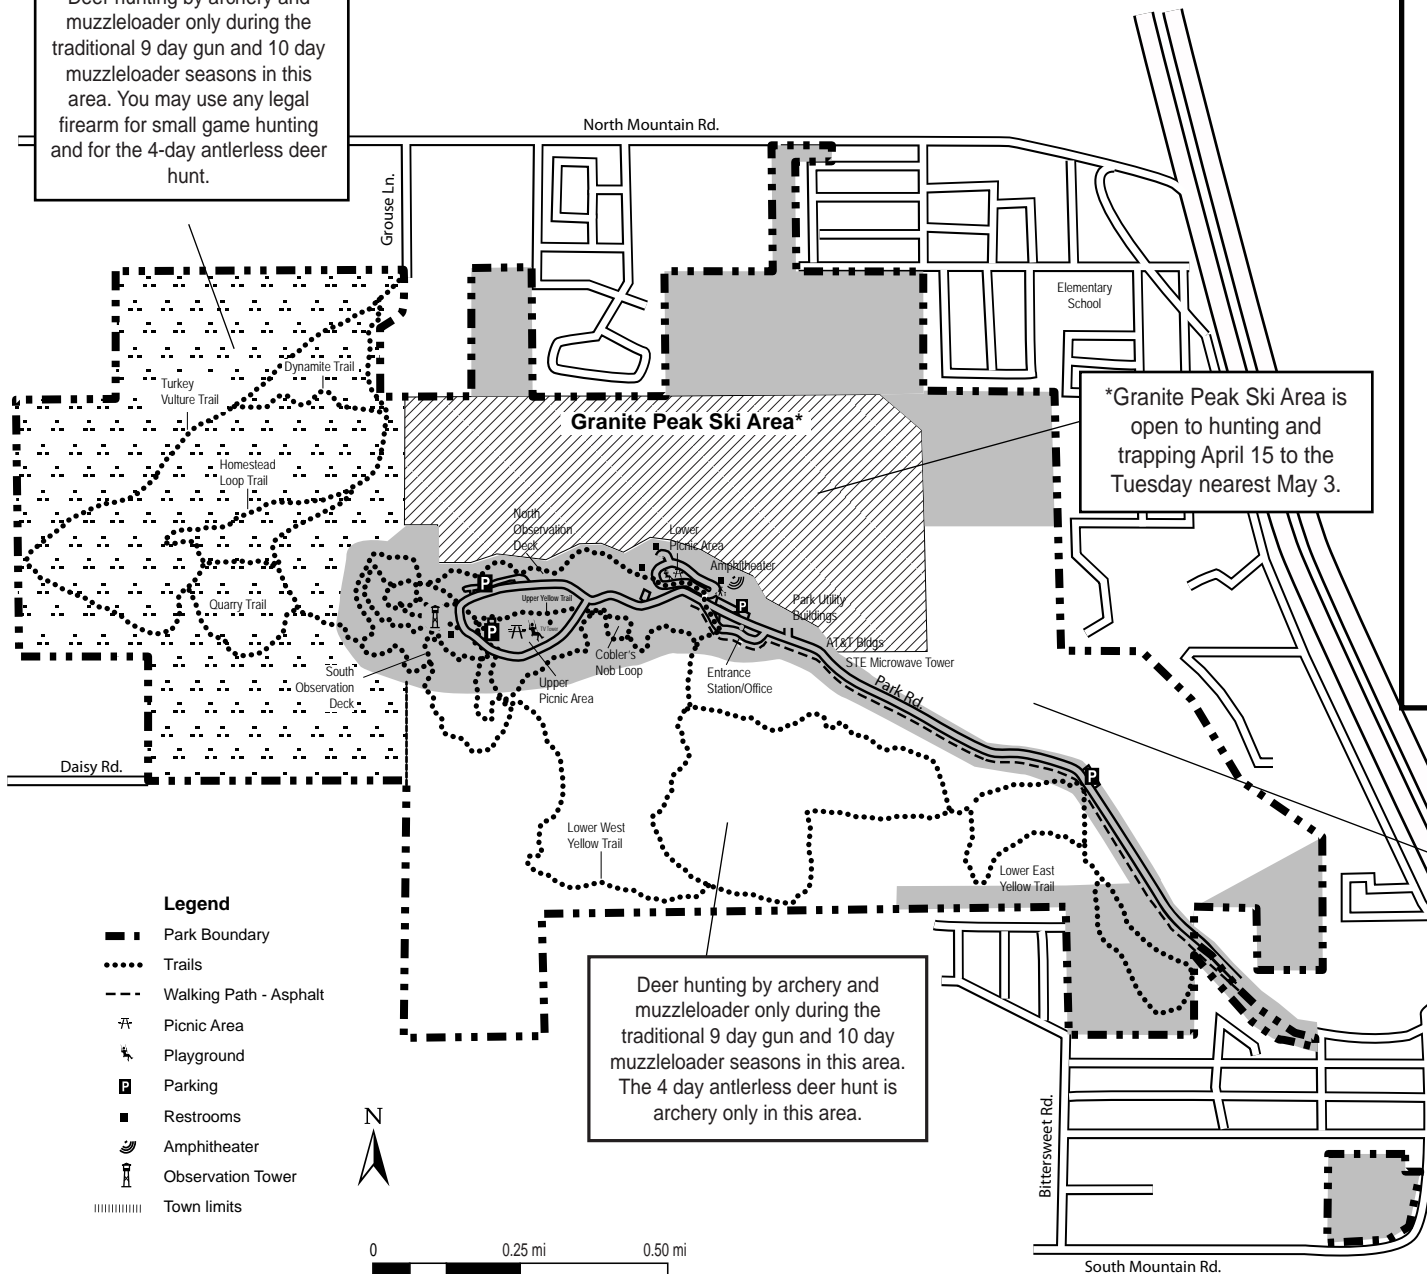 Deer hunting by archery and
muzzleloader only during the
traditional 9 day gun and 10 day
muzzleloader seasons in this
area. You may use any legal
firearm for small game hunting
and for the 4-day antlerless deer
hunt.
North Mountain Rd.
Grouse Ln.
Elementary
School
*Granite Peak Ski Area is
open to hunting and
trapping April 15 to the
Tuesday nearest May 3.
Granite Peak Ski Area*
Dynamite Trail
Turkey
Vulture Trail
Homestead
Loop Trail
Quarry Trail
North
Observation
Deck
Lower
Picnic Area
Amphitheater
P
P
P
P
Upper Yellow Trail
TV Tower
Park Utility
Buildings
AT&T Bldgs
STE Microwave Tower
Cobler's
Nob Loop
Entrance
Station/Office
Upper
Picnic Area
South
Observation
Deck
Park Rd.
Daisy Rd.
Lower West
Yellow Trail
Lower East
Yellow Trail
Deer hunting by archery and
muzzleloader only during the
traditional 9 day gun and 10 day
muzzleloader seasons in this area.
The 4 day antlerless deer hunt is
archery only in this area.
Legend
Park Boundary
Trails
Walking Path - Asphalt
Picnic Area
Playground
P Parking
Restrooms
Amphitheater
Observation Tower
Town limits
N
0 0.25 mi 0.50 mi
Bittersweet Rd.
South Mountain Rd.